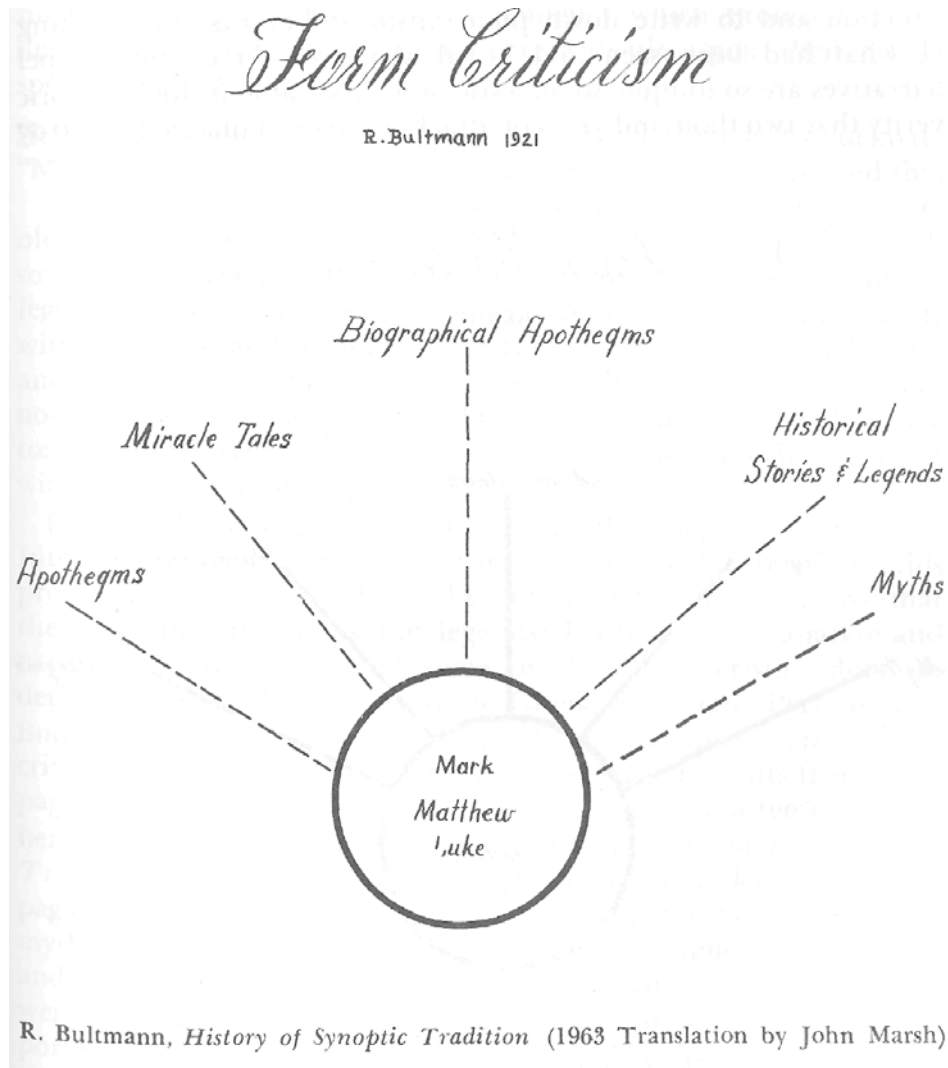 Form Criticism
R. Bultmann 1921
Biographical Apothegms
Miracle Tales
Historical
Stories & Legends
Apothegms
Myths
Mark
Matthew
Luke
R. Bultmann, History of Synoptic Tradition (1963 Translation by John Marsh)